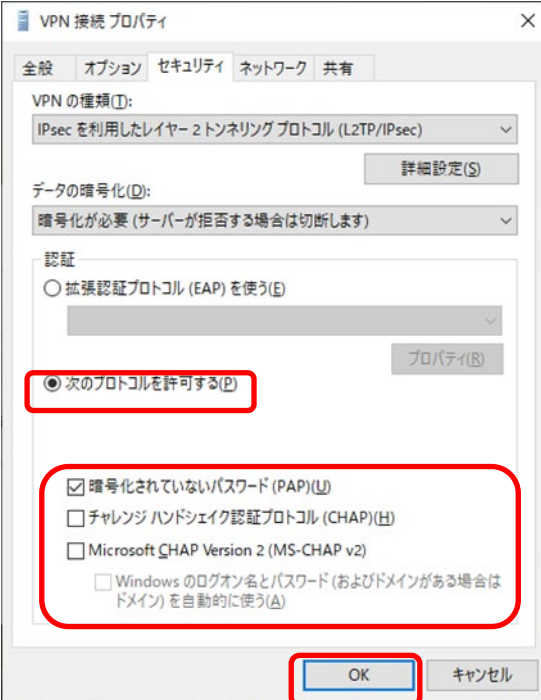 VPN 接続 プロパティ
全般 オプション セキュリティ ネットワーク 共有
VPN の種類(T):
IPsec を利用したレイヤー 2 トンネリング プロトコル (L2TP/IPsec)
詳細設定(S)
データの暗号化(D):
暗号化が必要 (サーバーが拒否する場合は切断します)
認証
拡張認証プロトコル (EAP) を使う(E)
プロパティ(R)
次のプロトコルを許可する(P)
暗号化されていないパスワード (PAP)(U)
チャレンジ ハンドシェイク認証プロトコル (CHAP)(H)
Microsoft CHAP Version 2 (MS-CHAP v2)
Windows のログオン名とパスワード (およびドメインがある場合は
ドメイン) を自動的に使う(A)
OK キャンセル